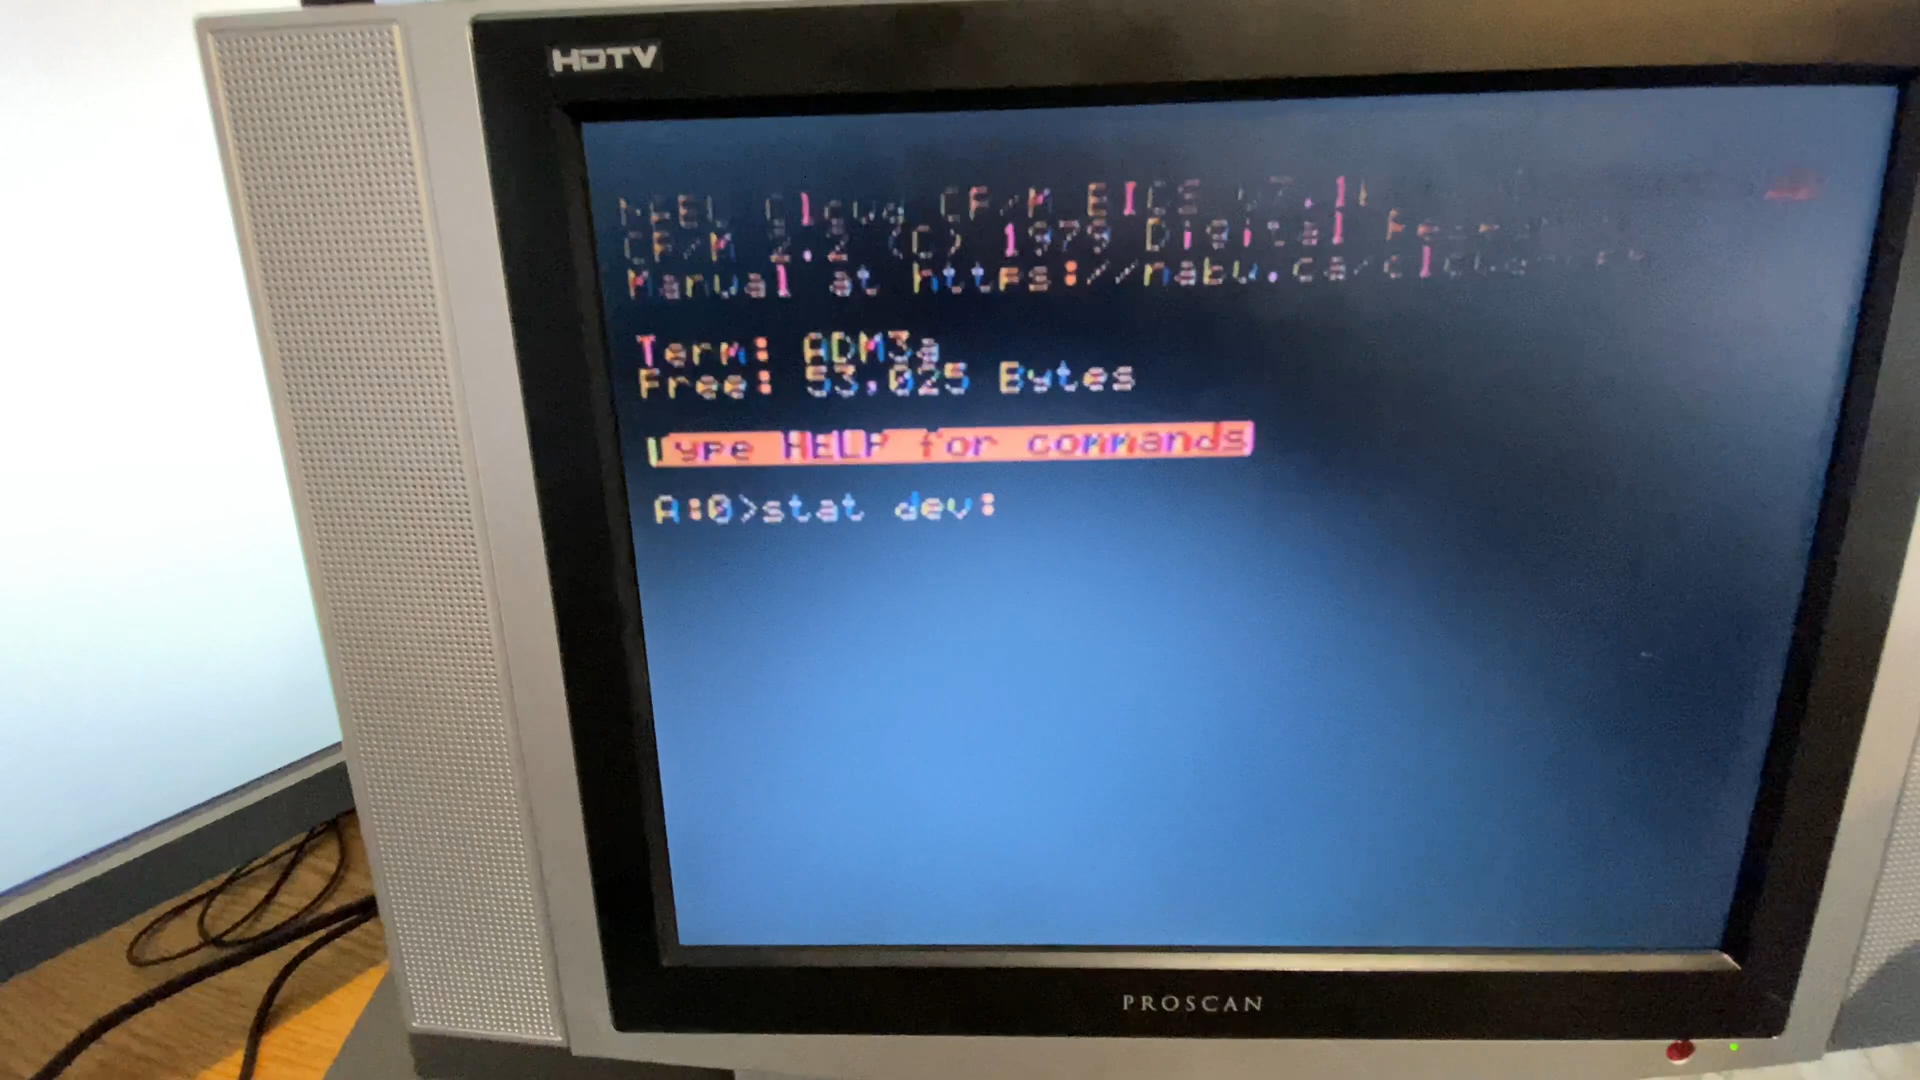 HDTV
Cloud CP/M BIOS
CP/M 2.2 (C) 1979 Digital
Manual at https://nabu.ca/
Term: ADM3a
Free: 53,025 Bytes
Type HELP for commands
A:0>stat dev:
PROSCAN